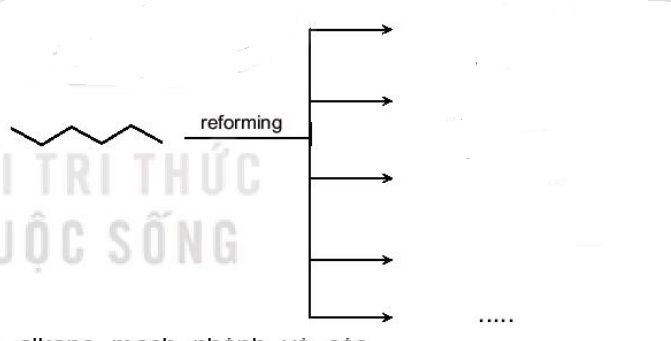 reforming
I TRI THỨC
UỘC SỐNG
.....